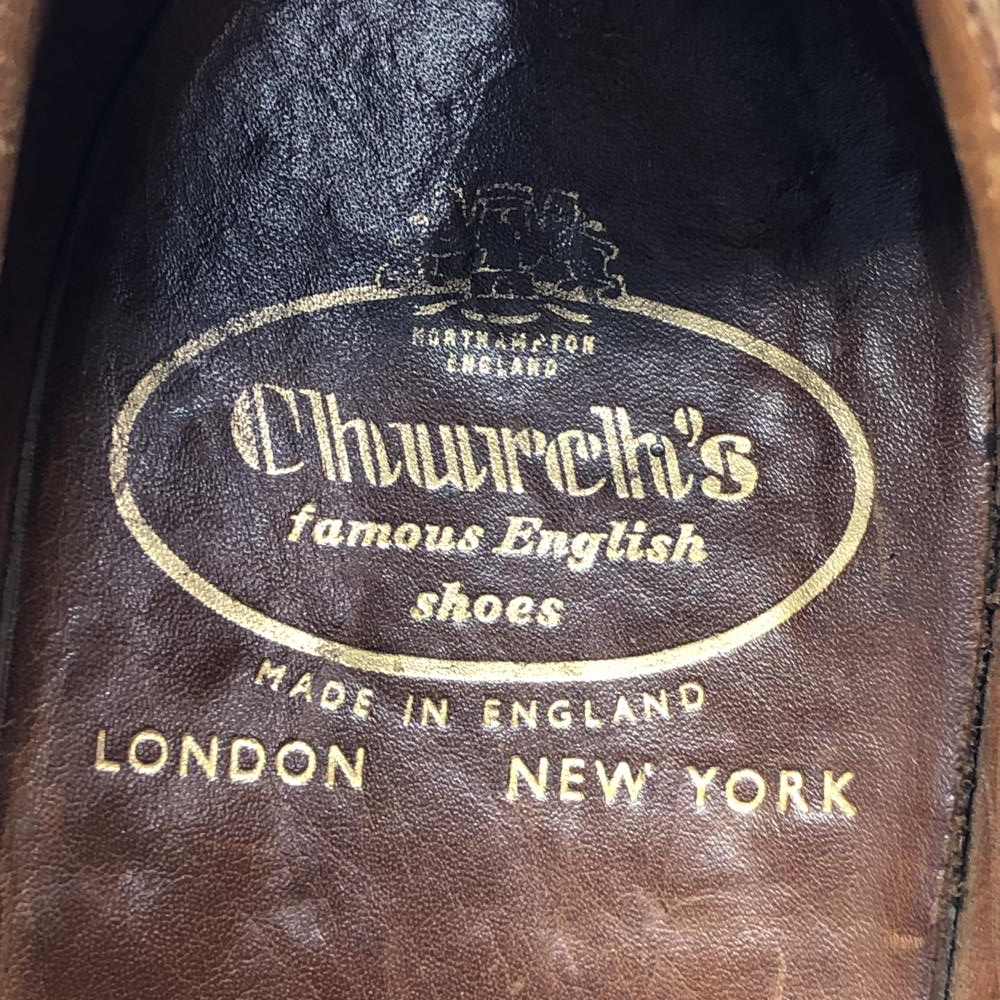 NORTHAMPTON
ENGLAND
Church's
famous English
shoes
MADE IN ENGLAND
LONDON NEW YORK